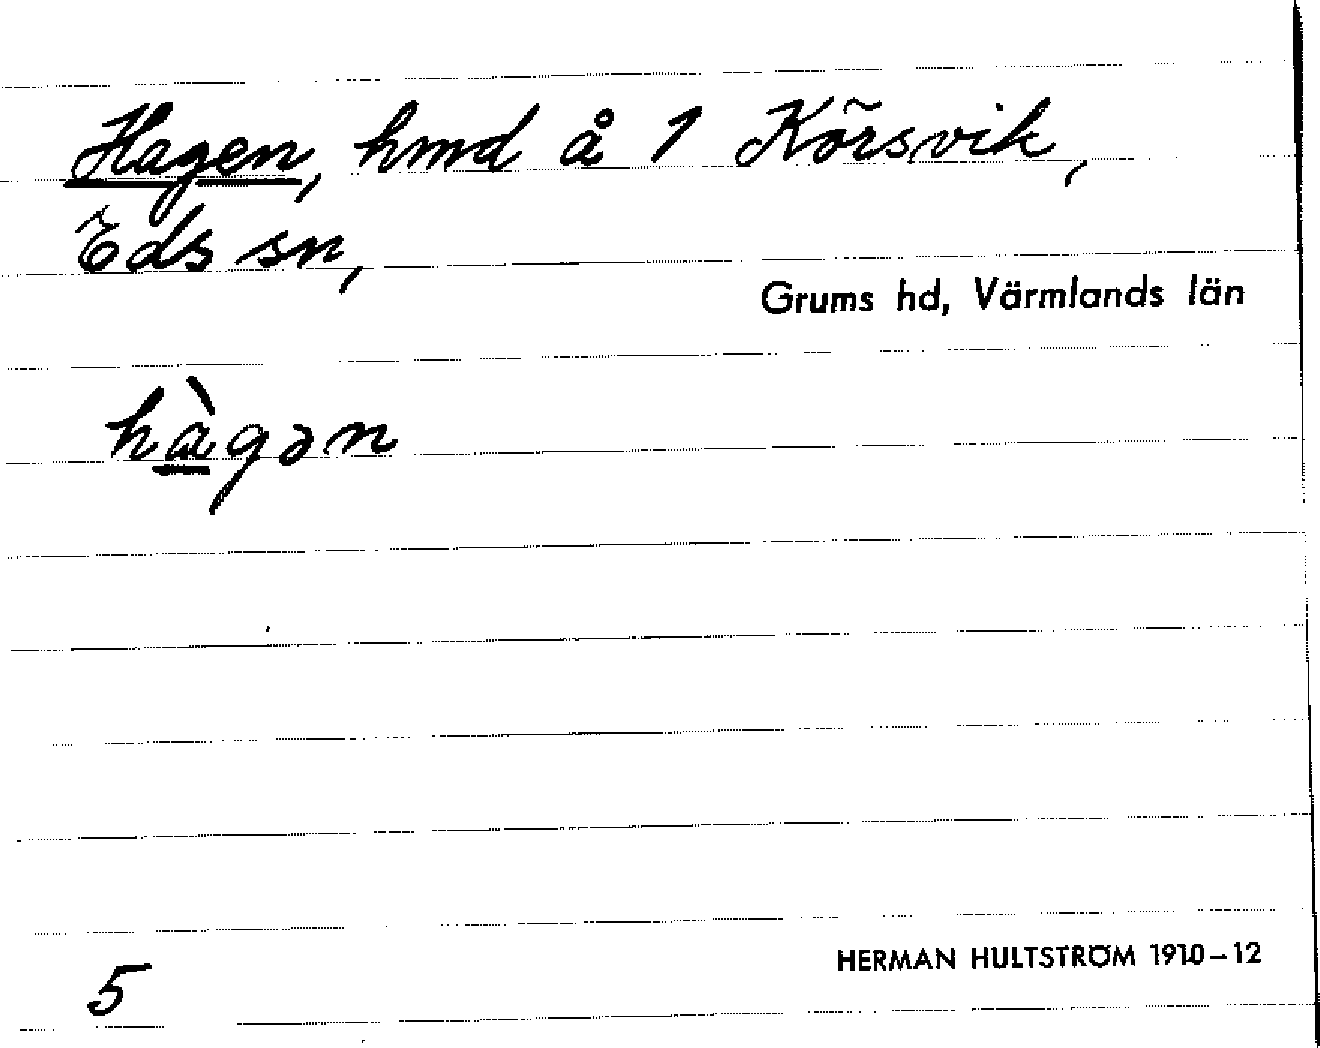 Hagen, hmd å 1 Körsvik,
Eds sn,
Grums hd, Värmlands län
hàgən
5
HERMAN HULTSTRÖM 1910–12